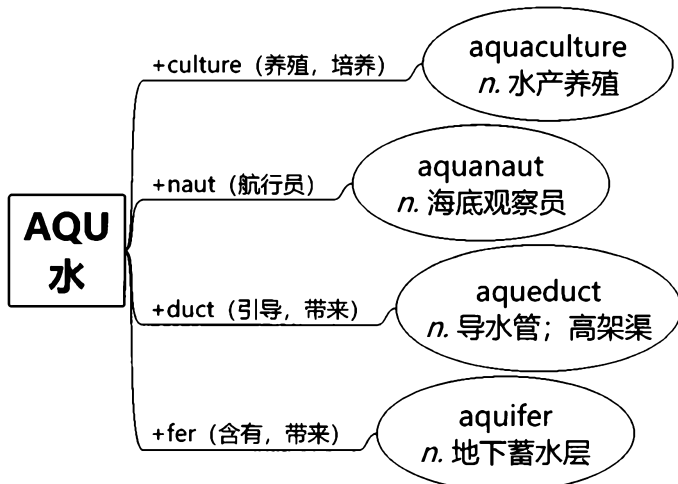 AQU
水
+culture（养殖，培养）
aquaculture
n. 水产养殖
+naut（航行员）
aquanaut
n. 海底观察员
+duct（引导，带来）
aqueduct
n. 导水管；高架渠
+fer（含有，带来）
aquifer
n. 地下蓄水层